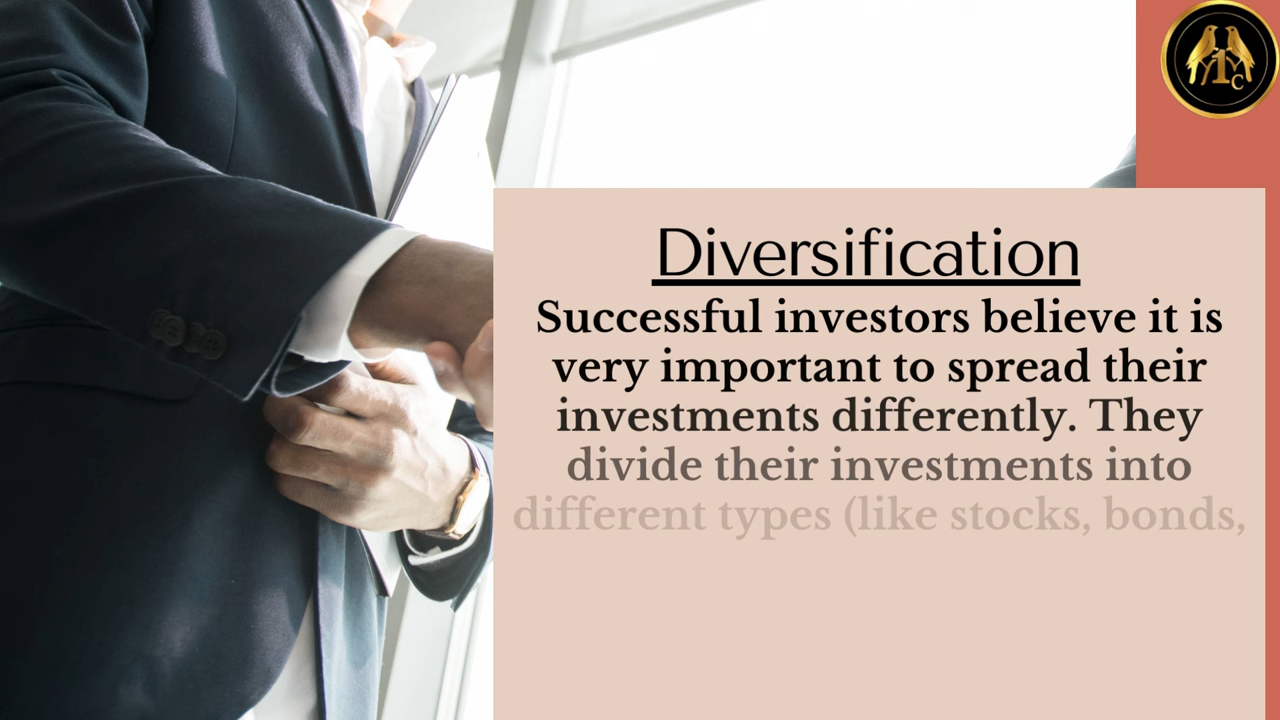 Diversification
Successful investors believe it is
very important to spread their
investments differently. They
divide their investments into
different types (like stocks, bonds,